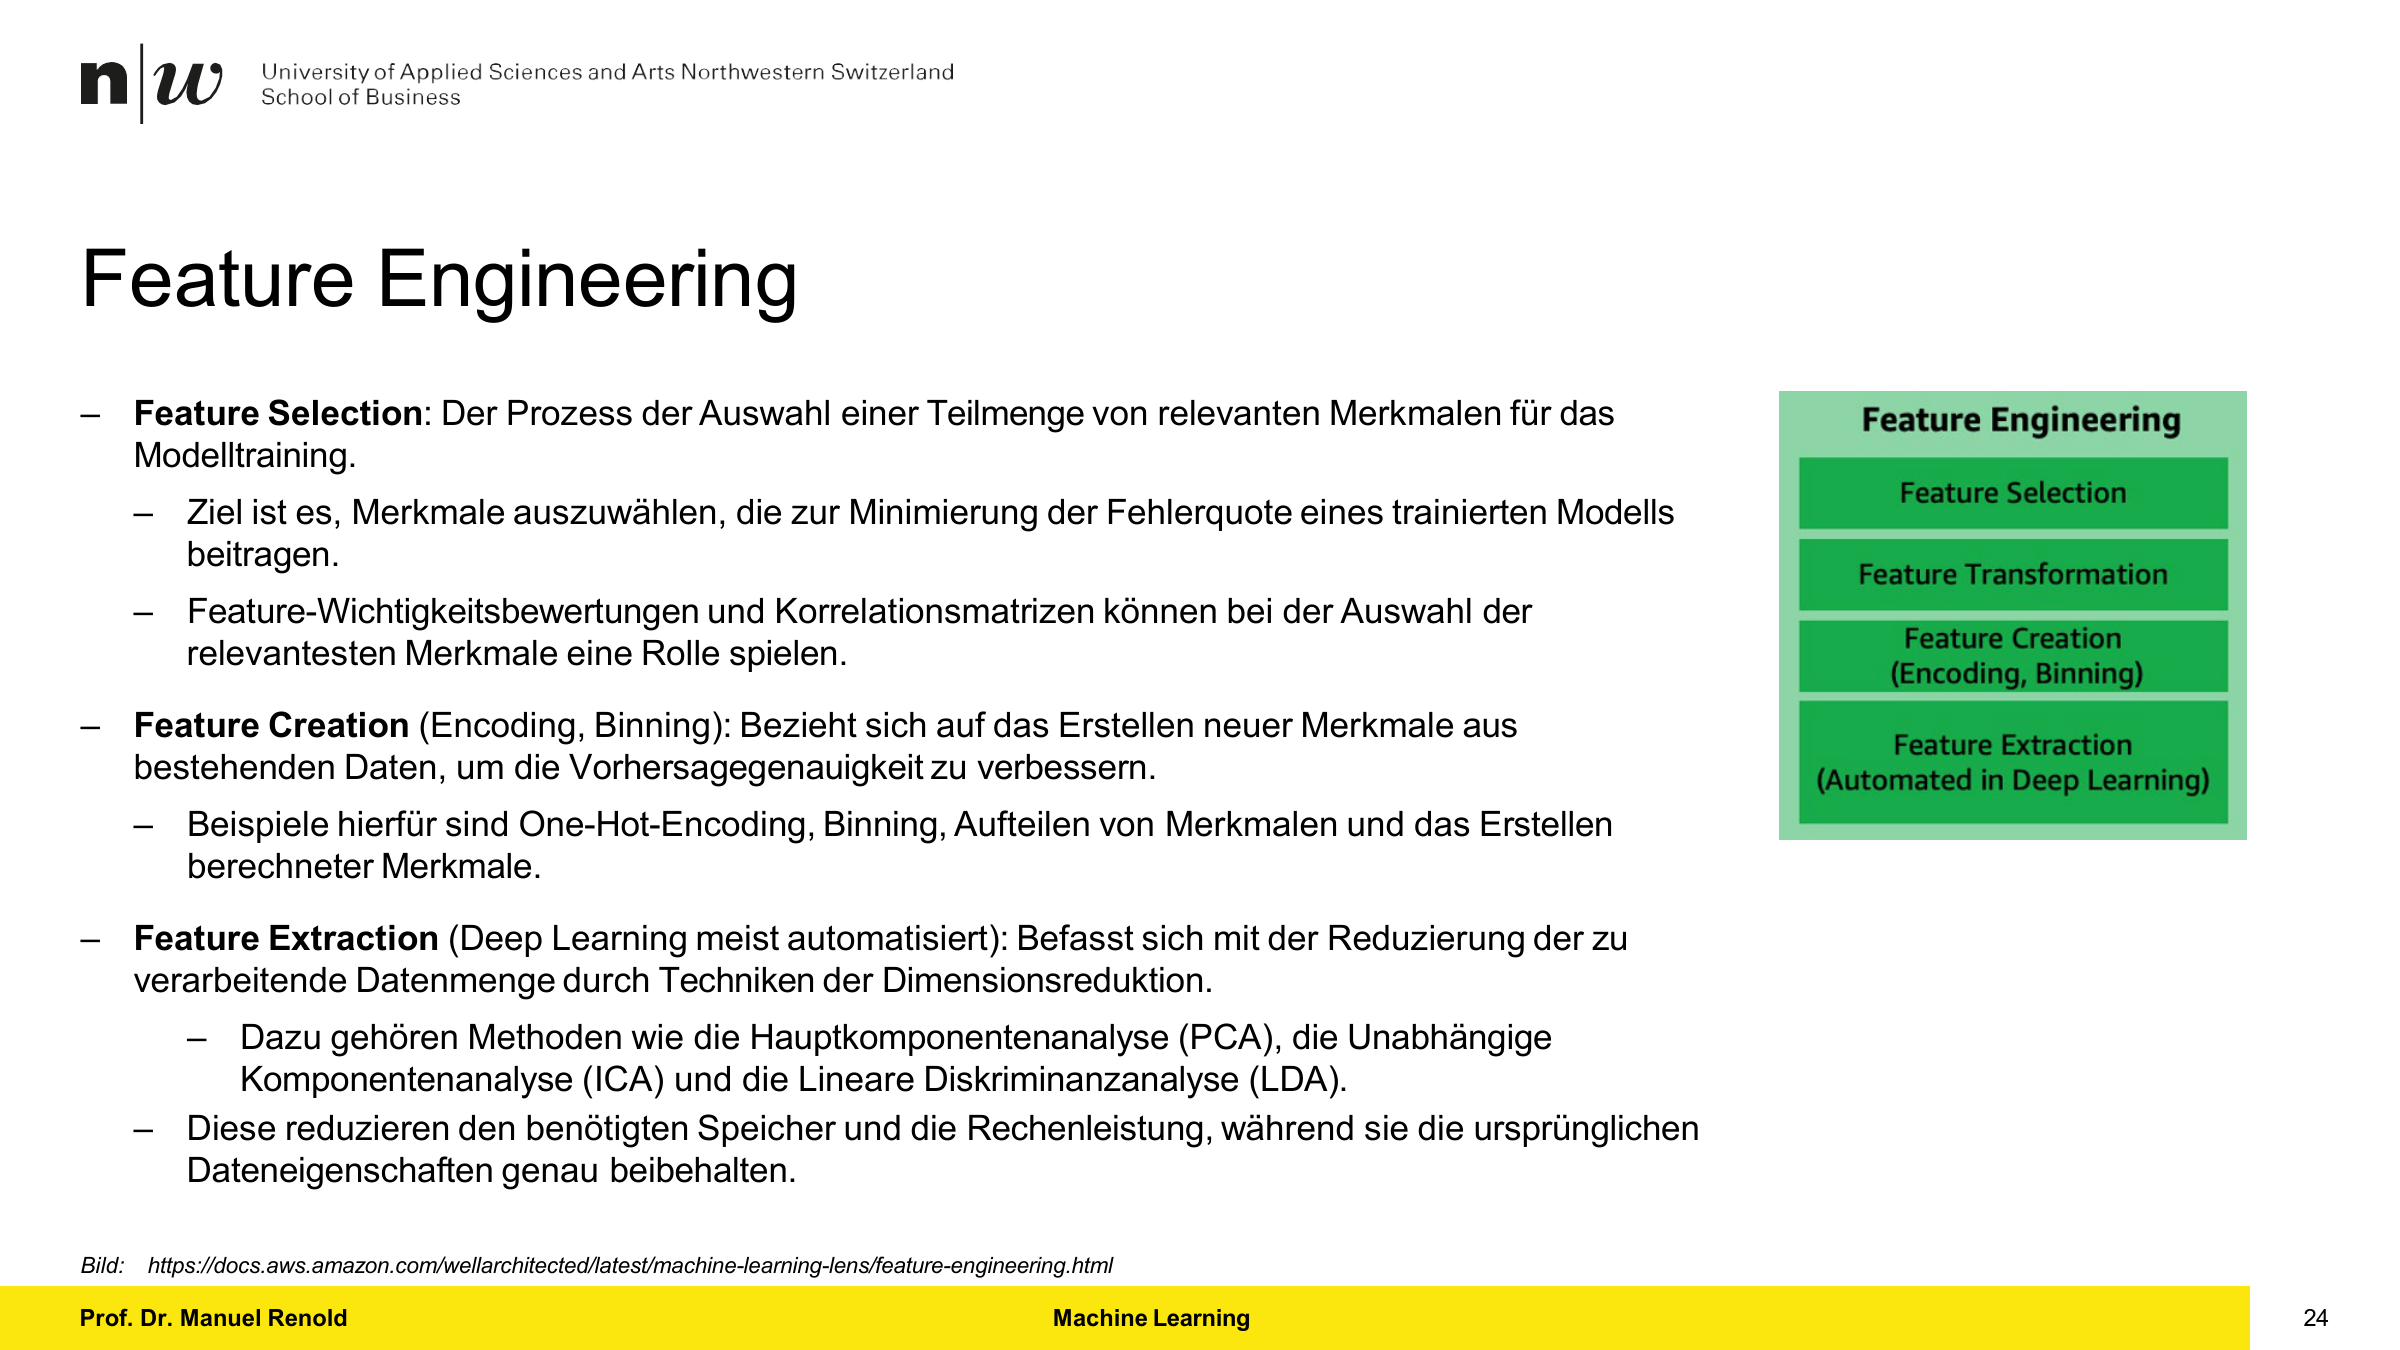 n|w University of Applied Sciences and Arts Northwestern Switzerland
School of Business
Feature Engineering
– Feature Selection: Der Prozess der Auswahl einer Teilmenge von relevanten Merkmalen für das
Modelltraining.
– Ziel ist es, Merkmale auszuwählen, die zur Minimierung der Fehlerquote eines trainierten Modells
beitragen.
– Feature-Wichtigkeitsbewertungen und Korrelationsmatrizen können bei der Auswahl der
relevantesten Merkmale eine Rolle spielen.
– Feature Creation (Encoding, Binning): Bezieht sich auf das Erstellen neuer Merkmale aus
bestehenden Daten, um die Vorhersagegenauigkeit zu verbessern.
– Beispiele hierfür sind One-Hot-Encoding, Binning, Aufteilen von Merkmalen und das Erstellen
berechneter Merkmale.
– Feature Extraction (Deep Learning meist automatisiert): Befasst sich mit der Reduzierung der zu
verarbeitende Datenmenge durch Techniken der Dimensionsreduktion.
– Dazu gehören Methoden wie die Hauptkomponentenanalyse (PCA), die Unabhängige
Komponentenanalyse (ICA) und die Lineare Diskriminanzanalyse (LDA).
– Diese reduzieren den benötigten Speicher und die Rechenleistung, während sie die ursprünglichen
Dateneigenschaften genau beibehalten.
Feature Engineering
Feature Selection
Feature Transformation
Feature Creation
(Encoding, Binning)
Feature Extraction
(Automated in Deep Learning)
Bild: https://docs.aws.amazon.com/wellarchitected/latest/machine-learning-lens/feature-engineering.html
Prof. Dr. Manuel Renold
Machine Learning
24